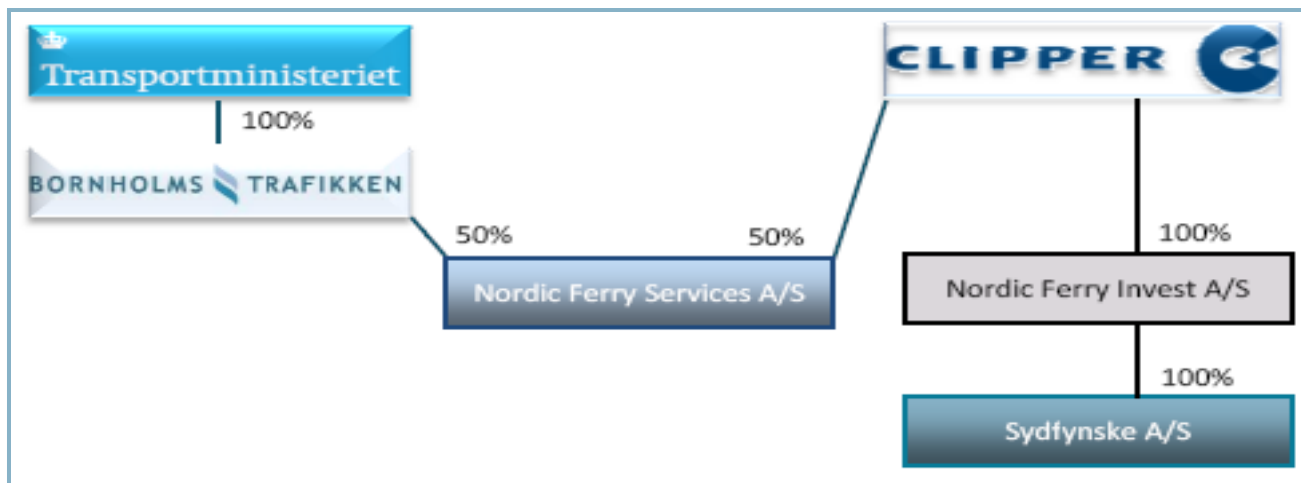 Transportministeriet
CLIPPER
100%
BORNHOLMS TRAFIKKEN
50%
50%
100%
Nordic Ferry Services A/S
Nordic Ferry Invest A/S
100%
Sydfynske A/S